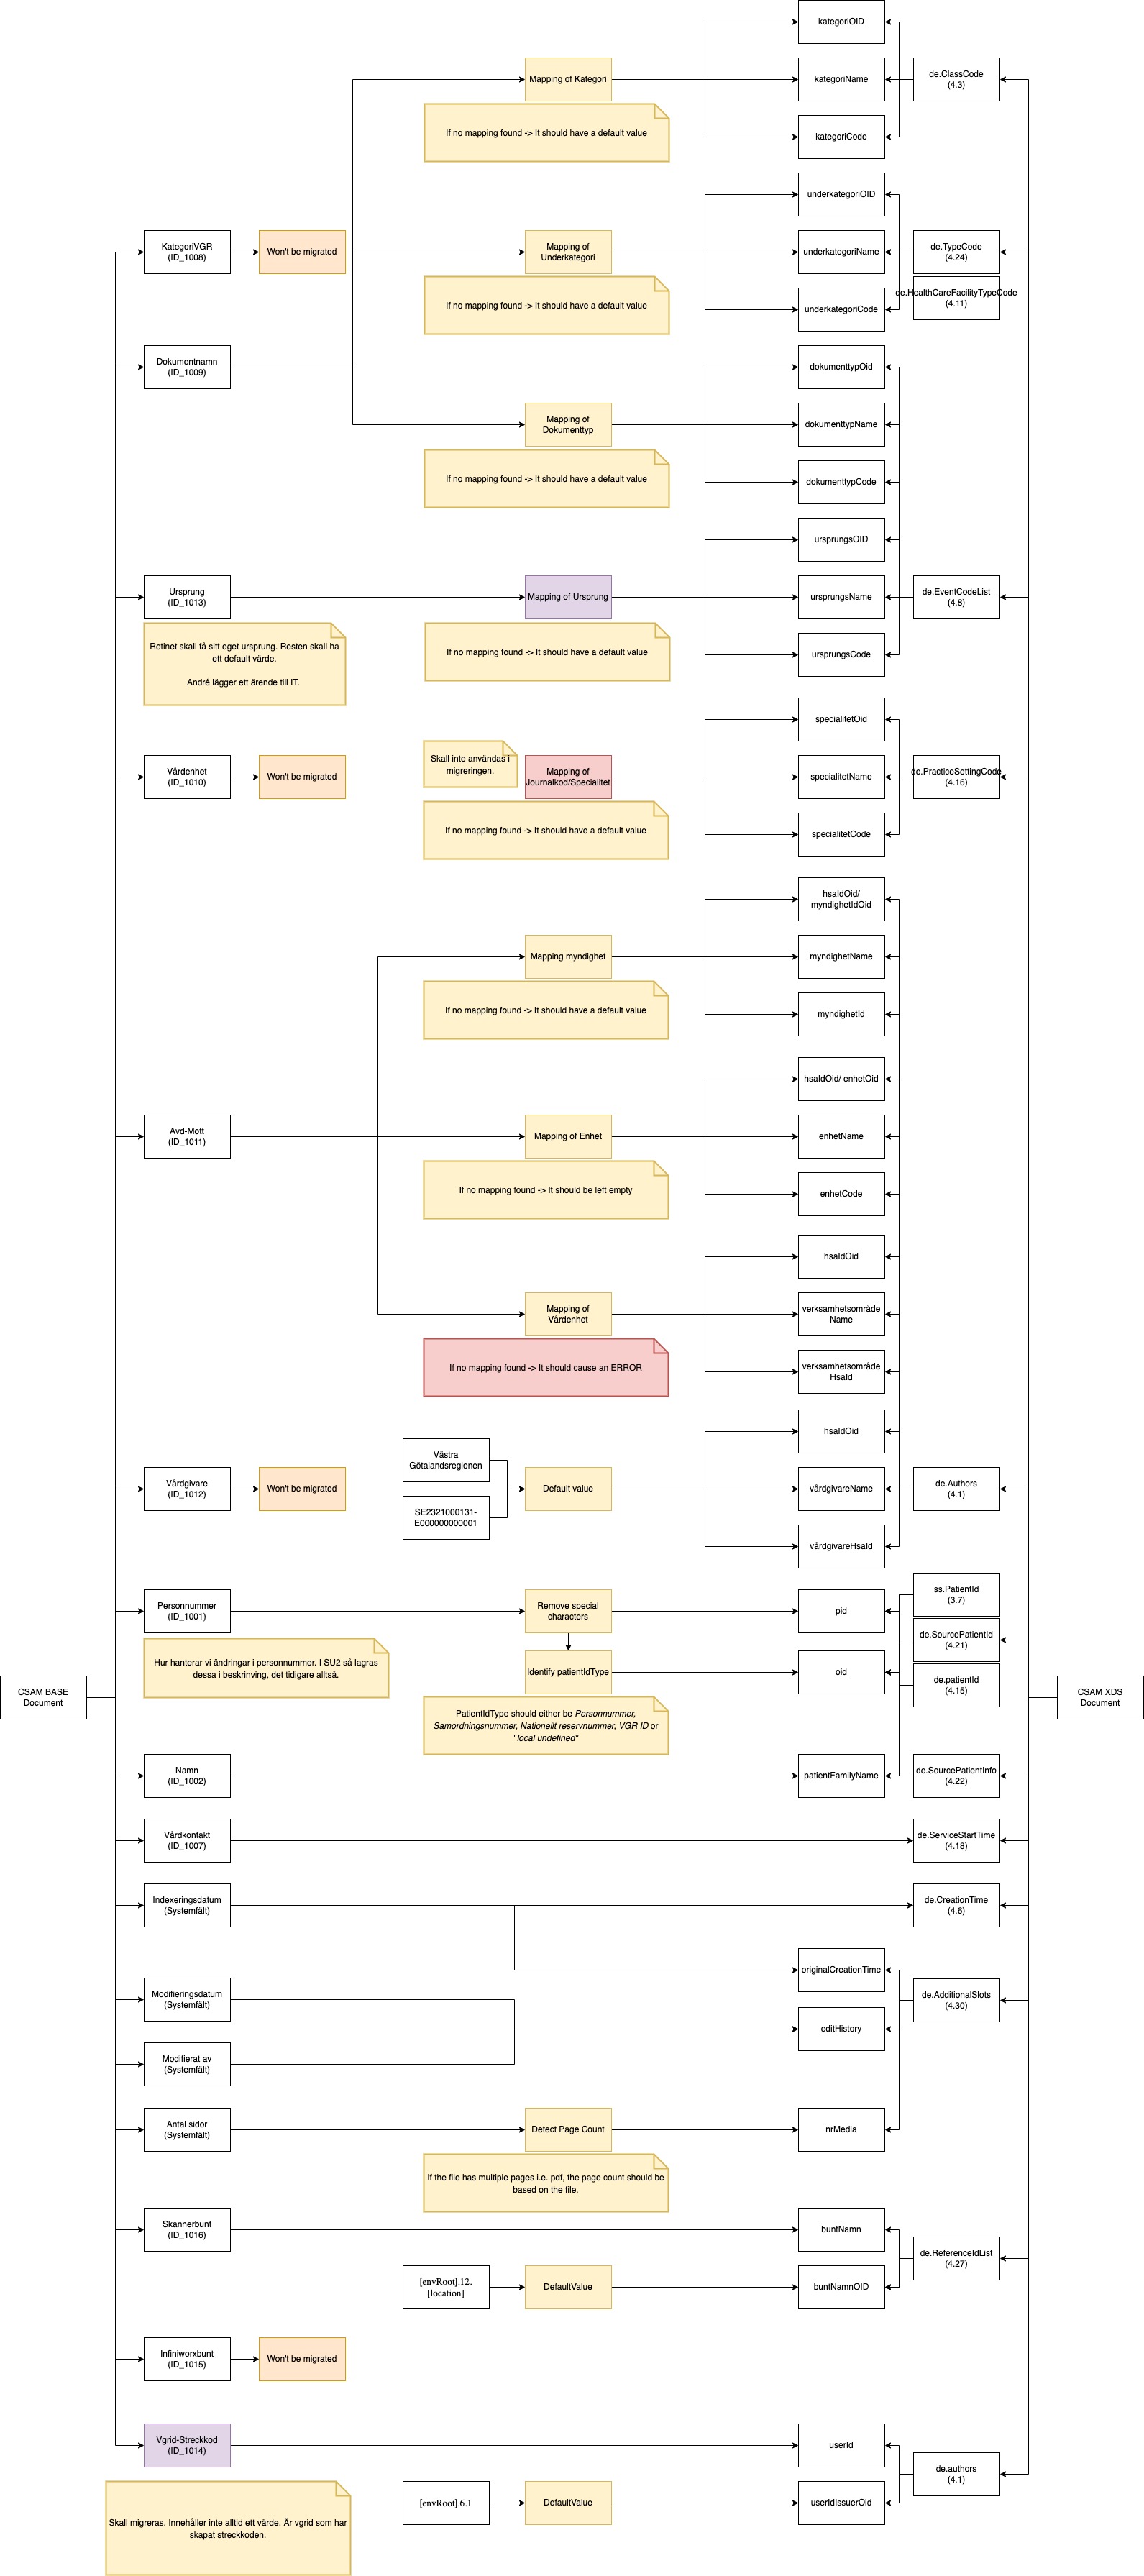 kategoriOID
Mapping of Kategori
kategoriName
de.ClassCode
(4.3)
If no mapping found -> It should have a default value
kategoriCode
underkategoriOID
KategoriVGR
(ID_1008)
Won't be migrated
Mapping of
Underkategori
underkategoriName
de.TypeCode
(4.24)
If no mapping found -> It should have a default value
underkategoriCode
de.HealthCareFacilityTypeCode
(4.11)
Dokumentnamn
(ID_1009)
dokumenttypOid
Mapping of
Dokumenttyp
dokumenttypName
If no mapping found -> It should have a default value
dokumenttypCode
ursprungsOID
Ursprung
(ID_1013)
Mapping of Ursprung
ursprungsName
de.EventCodeList
(4.8)
Retinet skall få sitt eget ursprung. Resten skall ha
ett default värde.
André lägger ett ärende till IT.
If no mapping found -> It should have a default value
ursprungsCode
specialitetOid
Vårdenhet
(ID_1010)
Won't be migrated
Skall inte användas i
migreringen.
Mapping of
Journalkod/Specialitet
specialitetName
de.PracticeSettingCode
(4.16)
If no mapping found -> It should have a default value
specialitetCode
hsaIdOid/
myndighetIdOid
Mapping myndighet
myndighetName
If no mapping found -> It should have a default value
myndighetId
hsaIdOid/ enhetOid
Avd-Mott
(ID_1011)
Mapping of Enhet
enhetName
If no mapping found -> It should be left empty
enhetCode
hsaIdOid
Mapping of
Vårdenhet
verksamhetsområde
Name
If no mapping found -> It should cause an ERROR
verksamhetsområde
HsaId
hsaIdOid
Västra
Götalandsregionen
Vårdgivare
(ID_1012)
Won't be migrated
Default value
vårdgivareName
de.Authors
(4.1)
SE2321000131-
E000000000001
vårdgivareHsaId
ss.PatientId
(3.7)
Personnummer
(ID_1001)
Remove special
characters
pid
de.SourcePatientId
(4.21)
Hur hanterar vi ändringar i personnummer. I SU2 så lagras
dessa i beskrinving, det tidigare alltså.
Identify patientIdType
oid
de.patientId
(4.15)
CSAM BASE
Document
CSAM XDS
Document
PatientIdType should either be Personnummer,
Samordningsnummer, Nationellt reservnummer, VGR ID or
"local undefined"
Namn
(ID_1002)
patientFamilyName
de.SourcePatientInfo
(4.22)
Vårdkontakt
(ID_1007)
de.ServiceStartTime
(4.18)
Indexeringsdatum
(Systemfält)
de.CreationTime
(4.6)
originalCreationTime
Modifieringsdatum
(Systemfält)
de.AdditionalSlots
(4.30)
editHistory
Modifierat av
(Systemfält)
Antal sidor
(Systemfält)
Detect Page Count
nrMedia
If the file has multiple pages i.e. pdf, the page count should be
based on the file.
Skannerbunt
(ID_1016)
buntNamn
de.ReferenceIdList
(4.27)
[envRoot].12.
[location]
DefaultValue
buntNamnOID
Infiniworxbunt
(ID_1015)
Won't be migrated
Vgrid-Streckkod
(ID_1014)
userId
de.authors
(4.1)
[envRoot].6.1
DefaultValue
userIdIssuerOid
Skall migreras. Innehåller inte alltid ett värde. Är vgrid som har
skapat streckkoden.